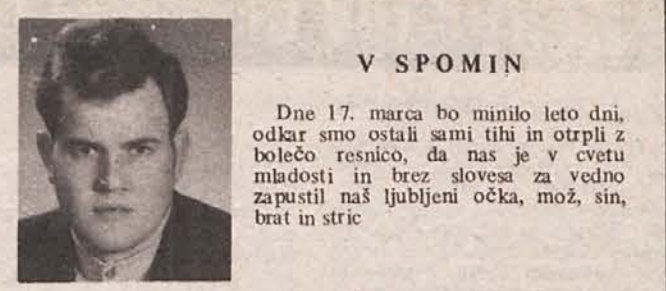 V SPOMIN
Dne 17. marca bo minilo leto dni,
odkar smo ostali sami tihi in otrpli z
bolečo resnico, da nas je v cvetu
mladosti in brez slovesa za vedno
zapustil naš ljubljeni očka, mož, sin,
brat in stric